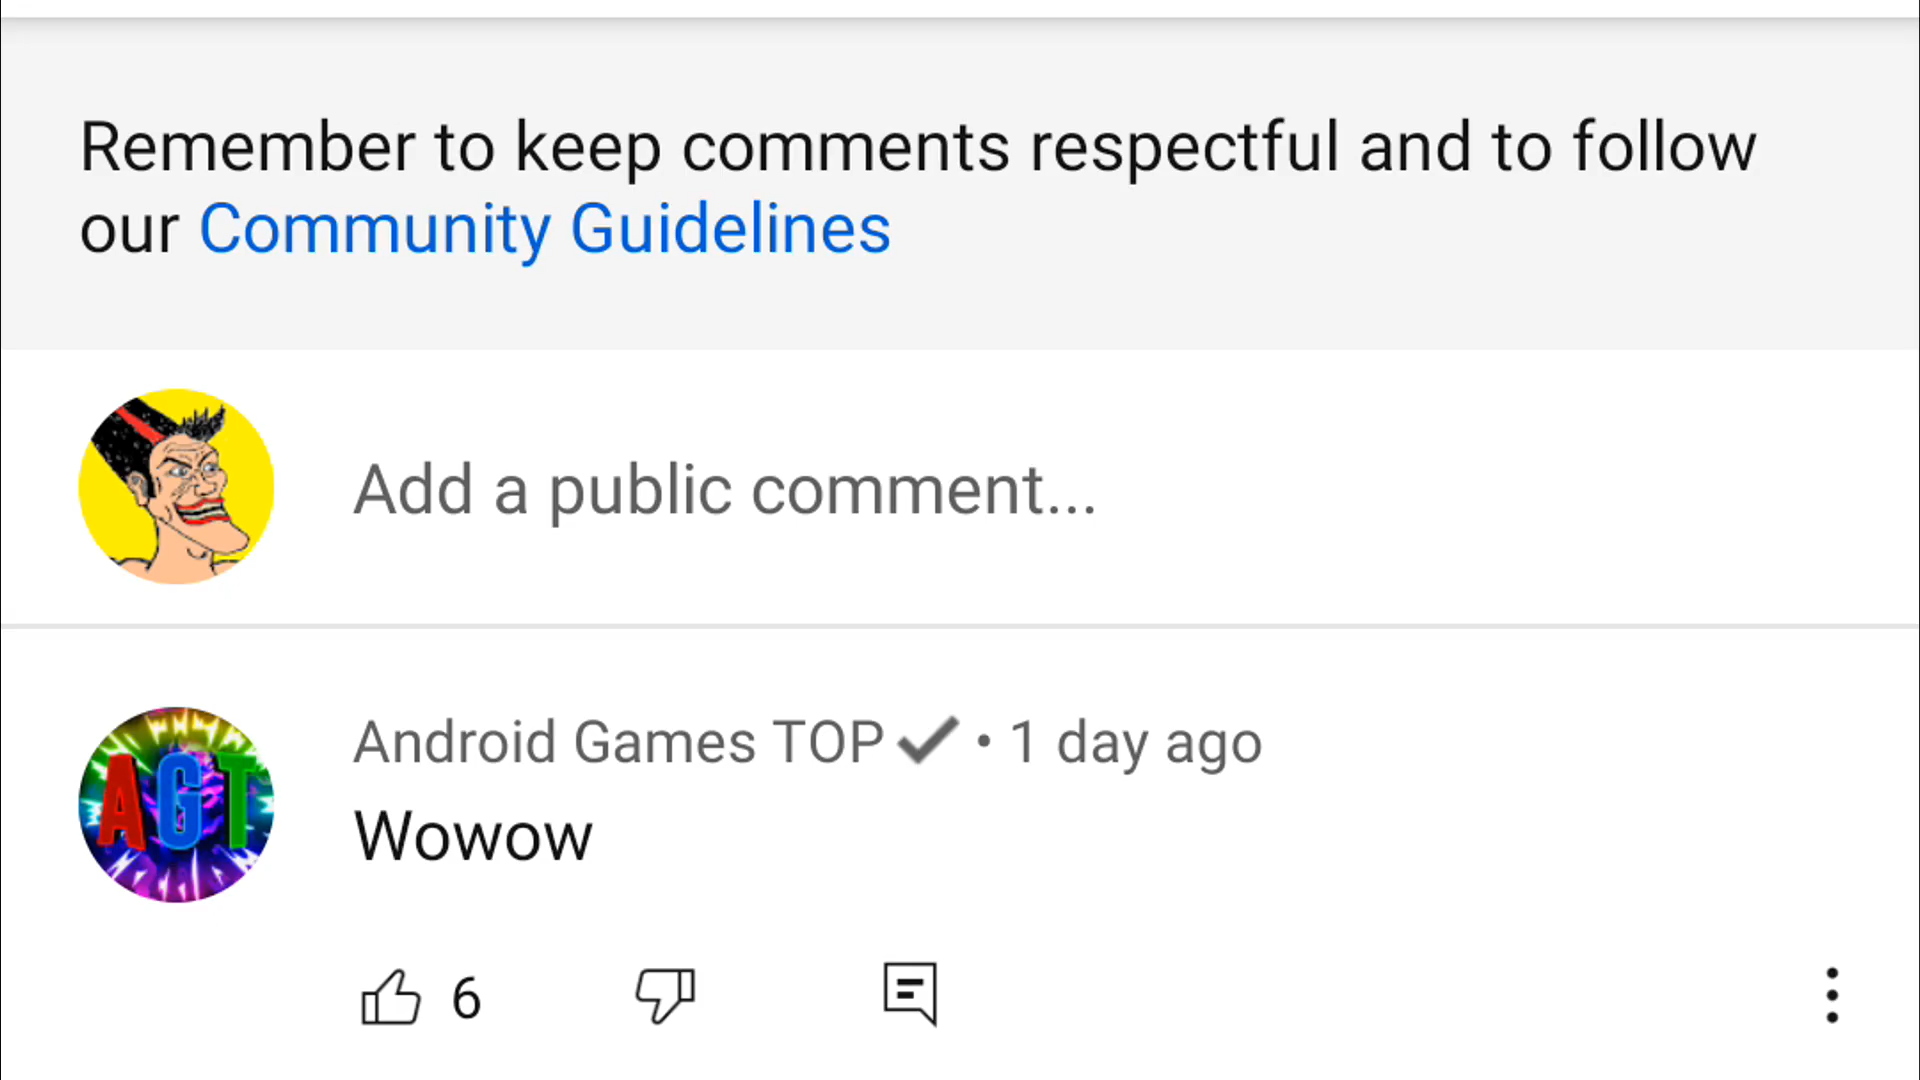 Remember to keep comments respectful and to follow
our Community Guidelines
Add a public comment...
Android Games TOP • 1 day ago
AGT
Wowow
6